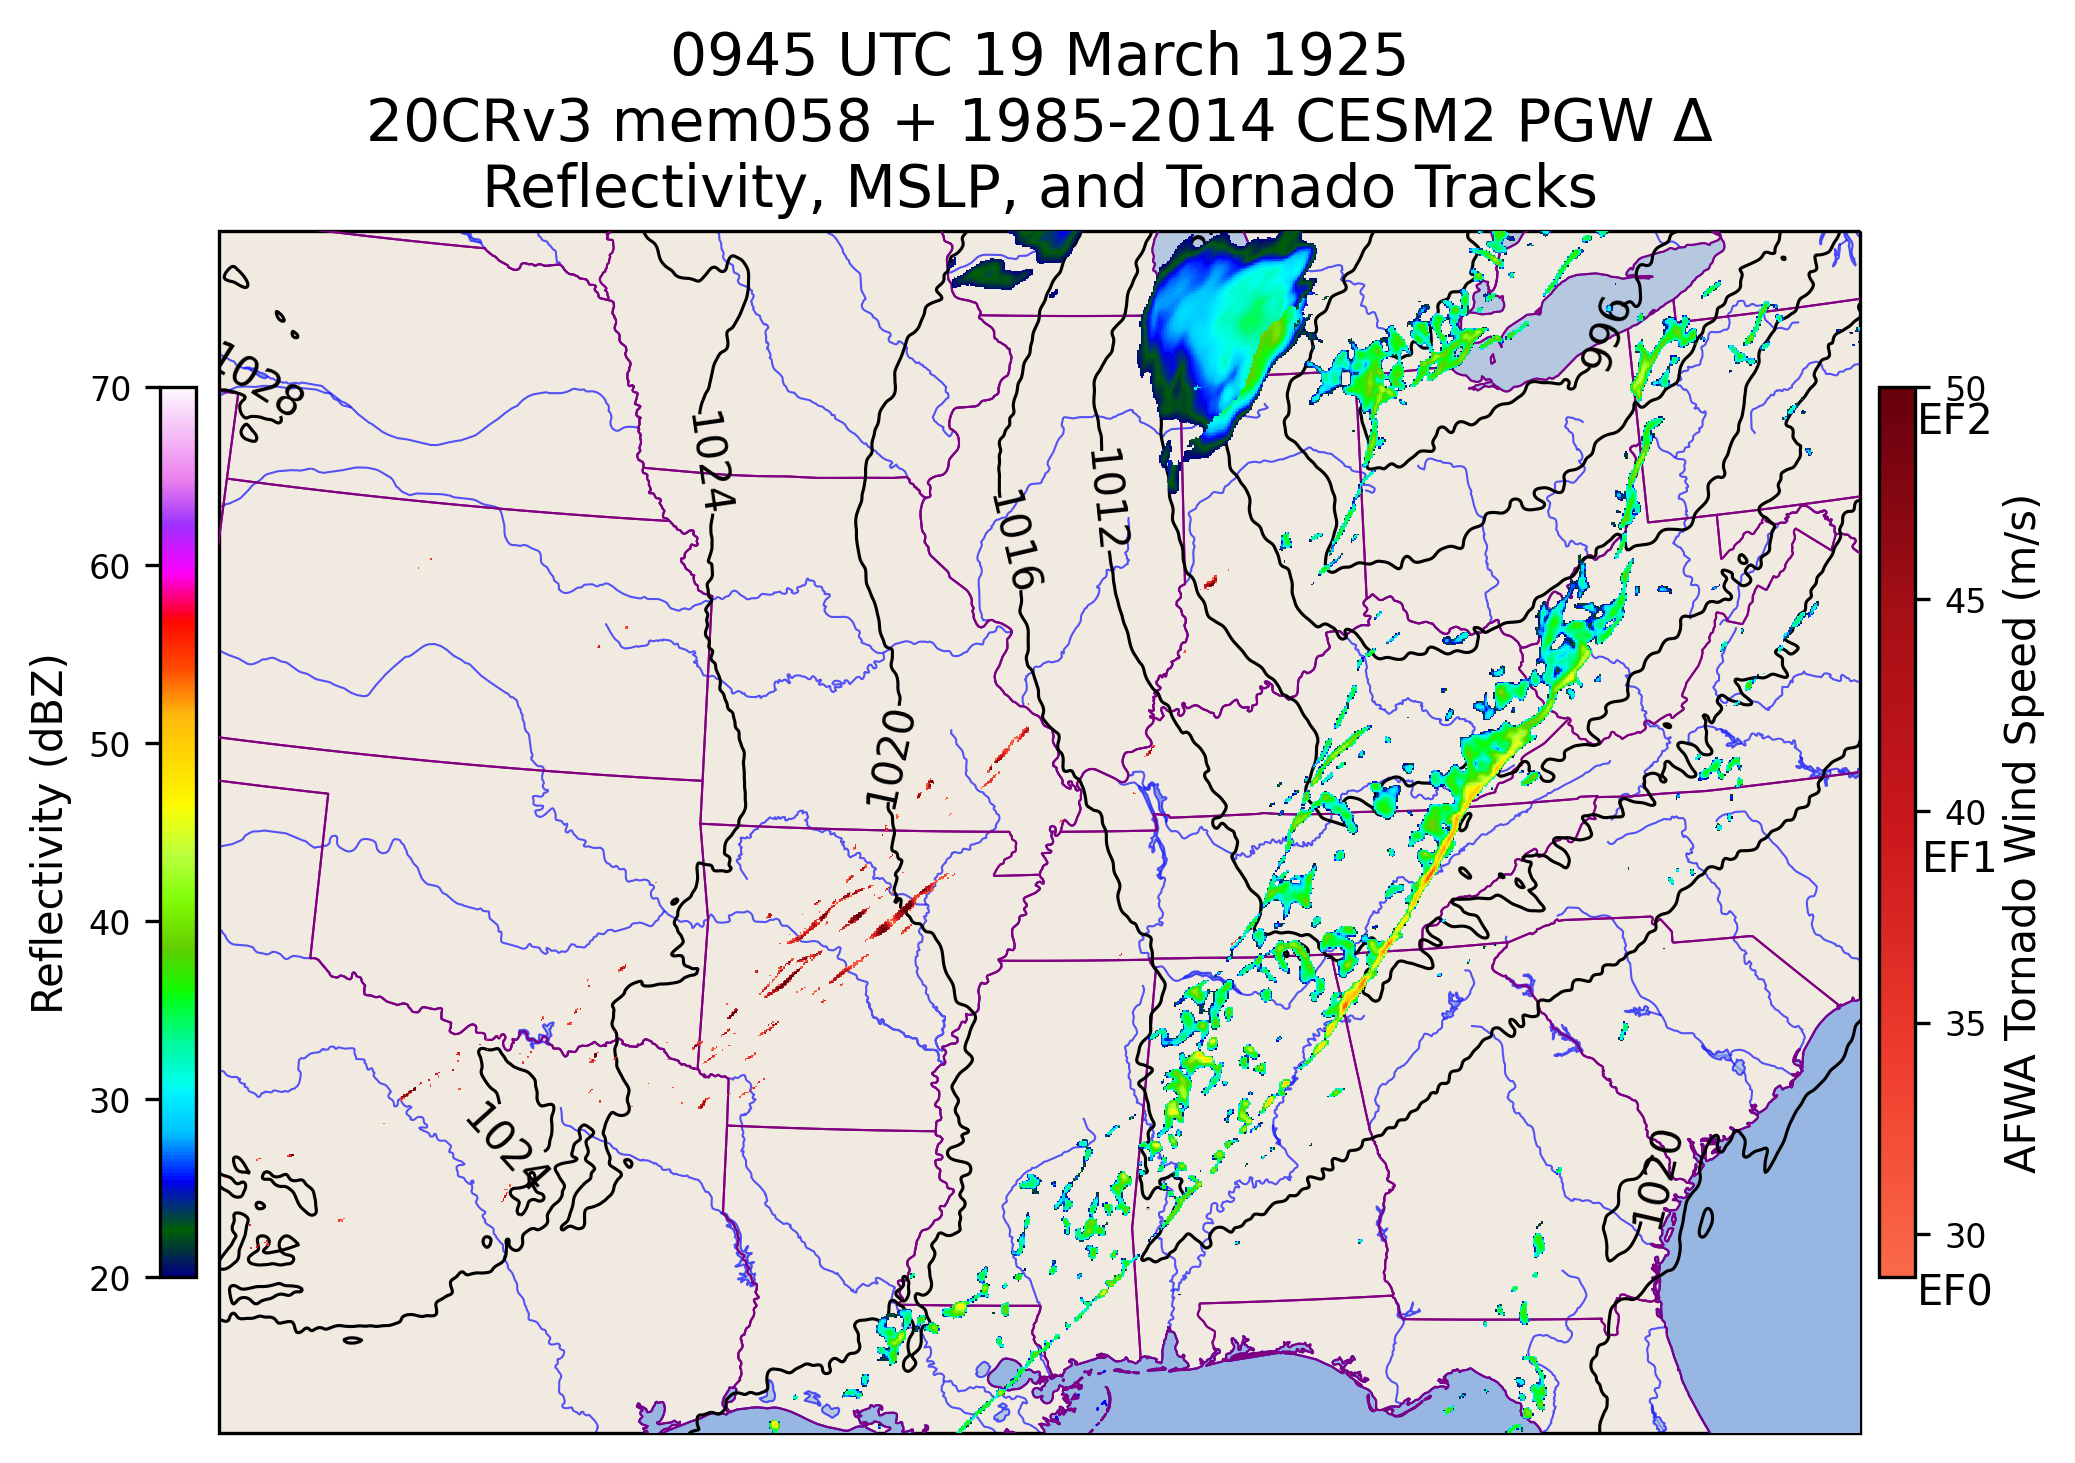 0945 UTC 19 March 1925
20CRv3 mem058 + 1985-2014 CESM2 PGW Δ
Reflectivity, MSLP, and Tornado Tracks
Reflectivity (dBZ)
70
60
50
40
30
20
1028
1024
1020
1016
1012
996
1024
1020
50
EF2
45
40
EF1
35
30
EF0
AFWA Tornado Wind Speed (m/s)